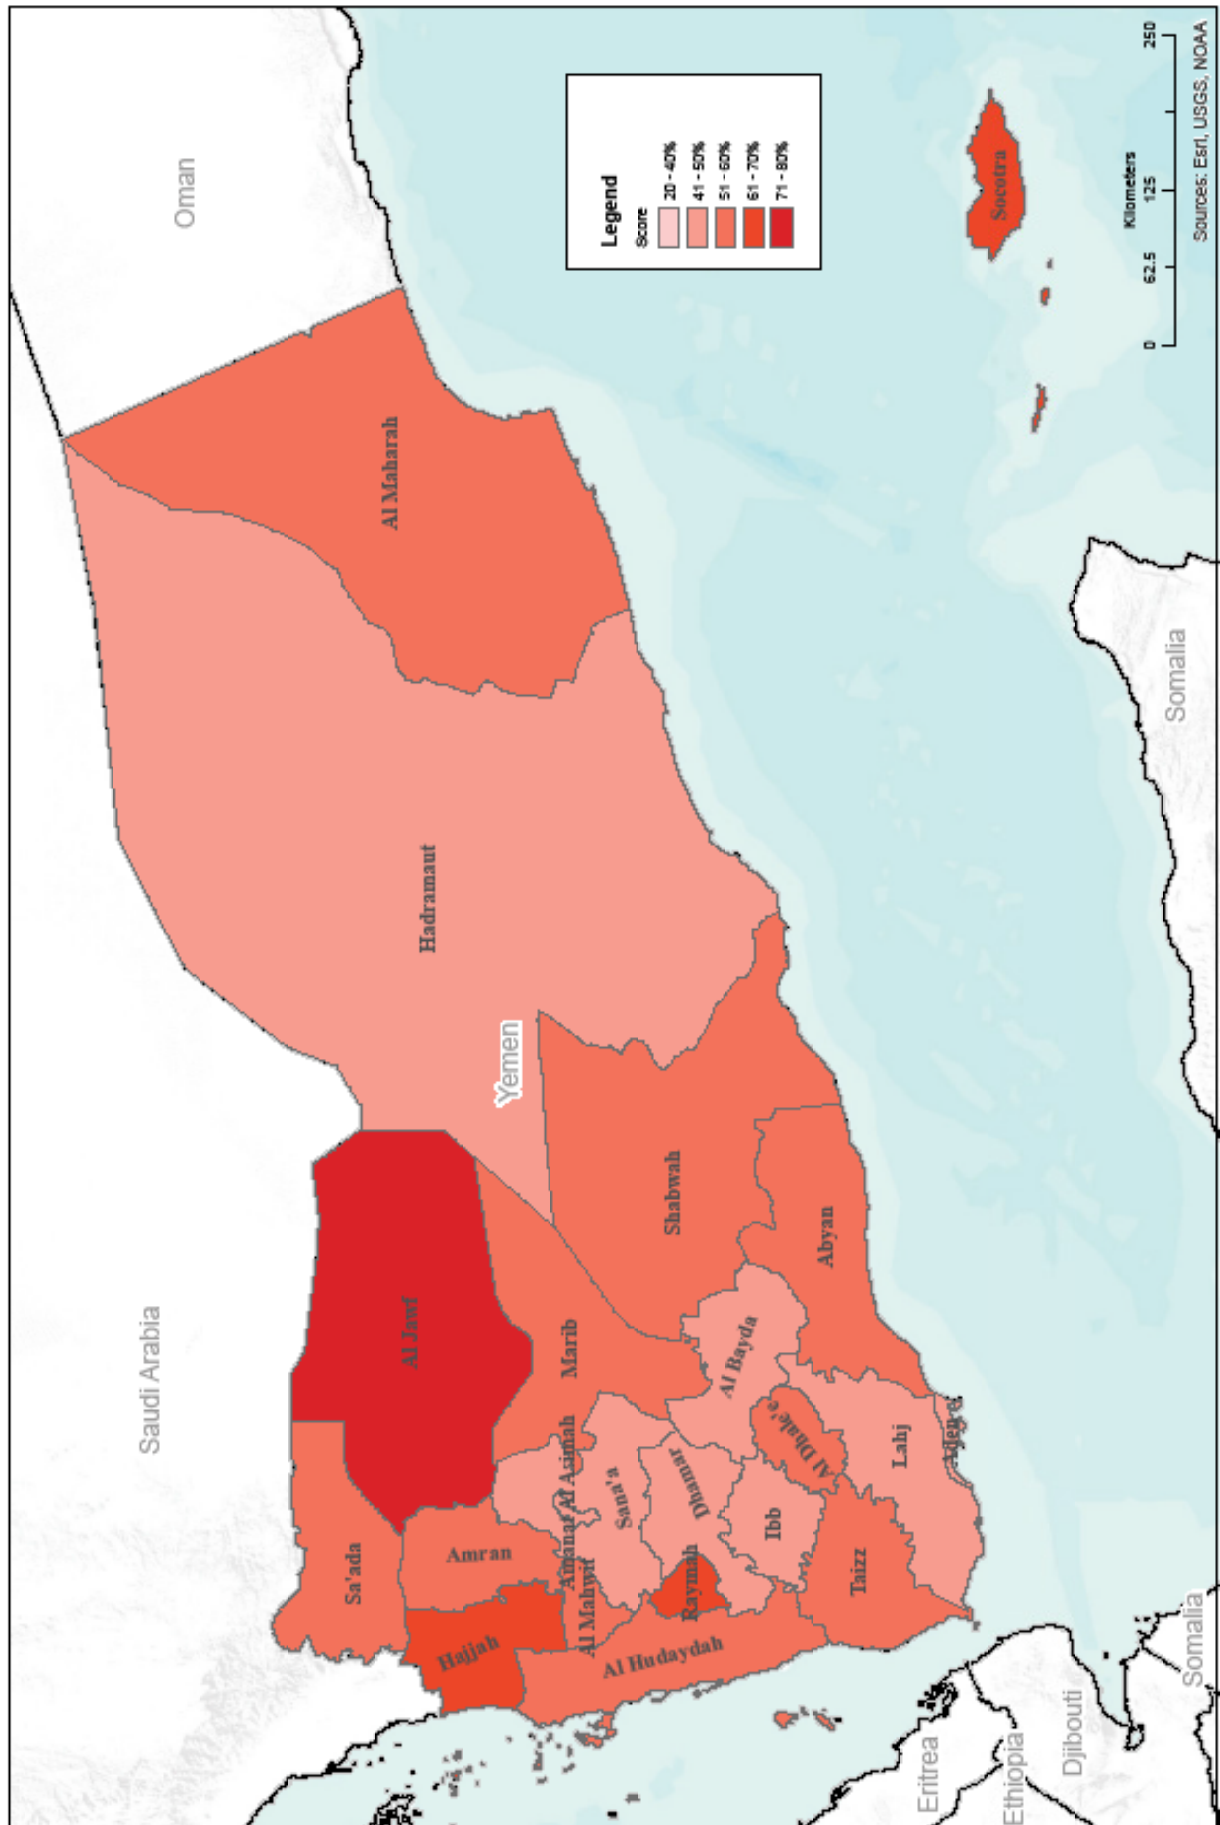 Oman
Saudi Arabia
Al Maharah
Hadramaut
Yemen
Al Jawf
Sa'ada
Marib
Shabwah
Amran
Hajjah
Amanat Al Asimah
Sana'a
Al Mahwit
Al Bayda
Abyan
Dhamar
Raymah
Al Hudaydah
Al Dhale'e
Ibb
Lahj
Taizz
Aden
Socotra
Eritrea
Ethiopia
Djibouti
Somalia
Somalia
Legend
Score
20 - 40%
41 - 50%
51 - 60%
61 - 70%
71 - 80%
Kilometers
0 62.5 125 250
Sources: Esri, USGS, NOAA